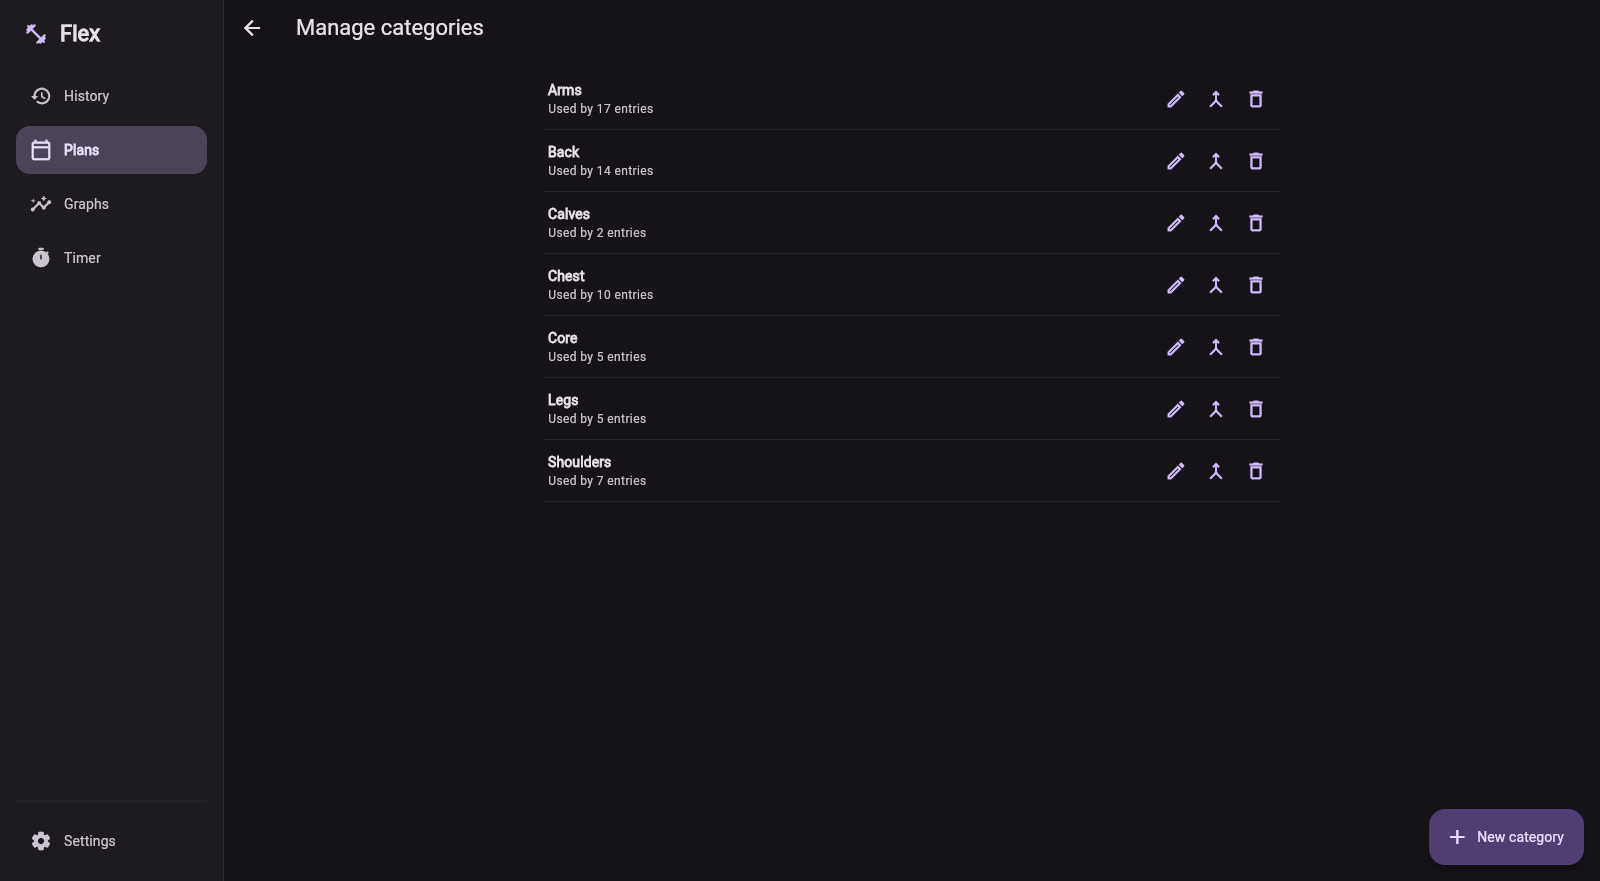 Flex
History
Plans
Graphs
Timer
Settings
Manage categories
Arms
Used by 17 entries
Back
Used by 14 entries
Calves
Used by 2 entries
Chest
Used by 10 entries
Core
Used by 5 entries
Legs
Used by 5 entries
Shoulders
Used by 7 entries
New category